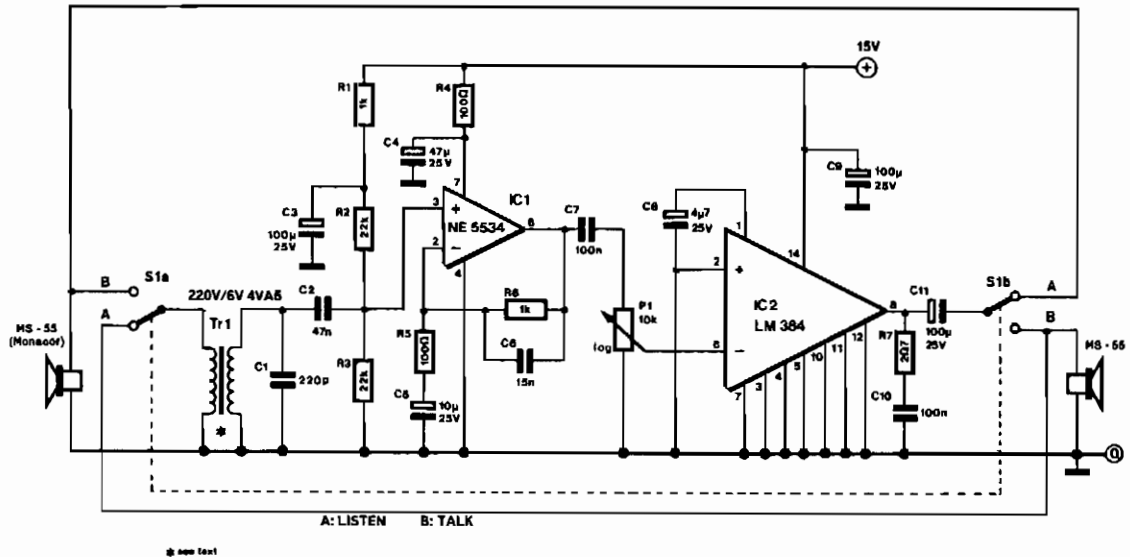 15V
+
R1
1k
R4
100Ω
C4
47µ
25V
C9
100µ
25V
7
IC1
3
+
NE 5534
6
2
−
4
C7
100n
C8
4µ7
25V
1
C3
100µ
25V
R2
22k
14
2
+
IC2
LM 384
8
C11
100µ
25V
S1b
A
B
B
S1a
A
220V/6V 4VA5
Tr1
C2
47n
MS - 55
(Monacor)
R6
1k
P1
10k
log
6
−
R7
2Ω7
MS - 55
R5
100Ω
C6
15n
12
11
10
5
4
3
7
C1
220p
R3
22k
C5
10µ
25V
C10
100n
*
0
A: LISTEN B: TALK
* see text